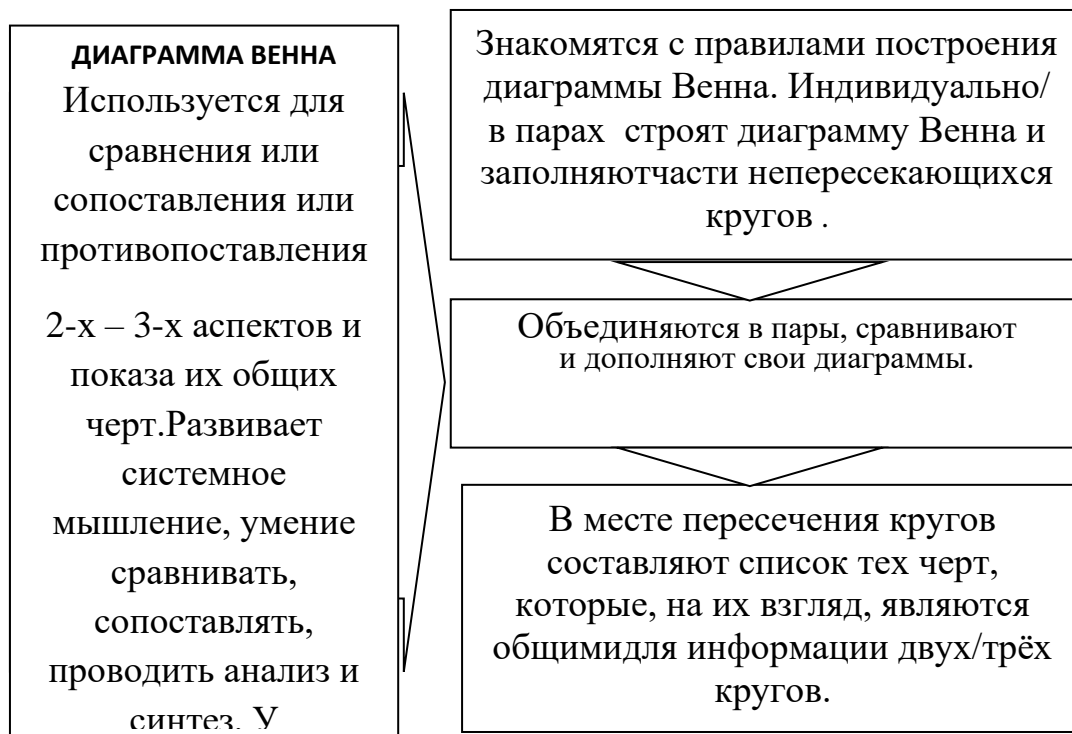 ДИАГРАММА ВЕННА
Используется для
сравнения или
сопоставления или
противопоставления
2-х – 3-х аспектов и
показа их общих
черт.Развивает
системное
мышление, умение
сравнивать,
сопоставлять,
проводить анализ и
синтез. У
Знакомятся с правилами построения
диаграммы Венна. Индивидуально/
в парах строят диаграмму Венна и
заполняютчасти непересекающихся
кругов .
Объединяются в пары, сравнивают
и дополняют свои диаграммы.
В месте пересечения кругов
составляют список тех черт,
которые, на их взгляд, являются
общимидля информации двух/трёх
кругов.